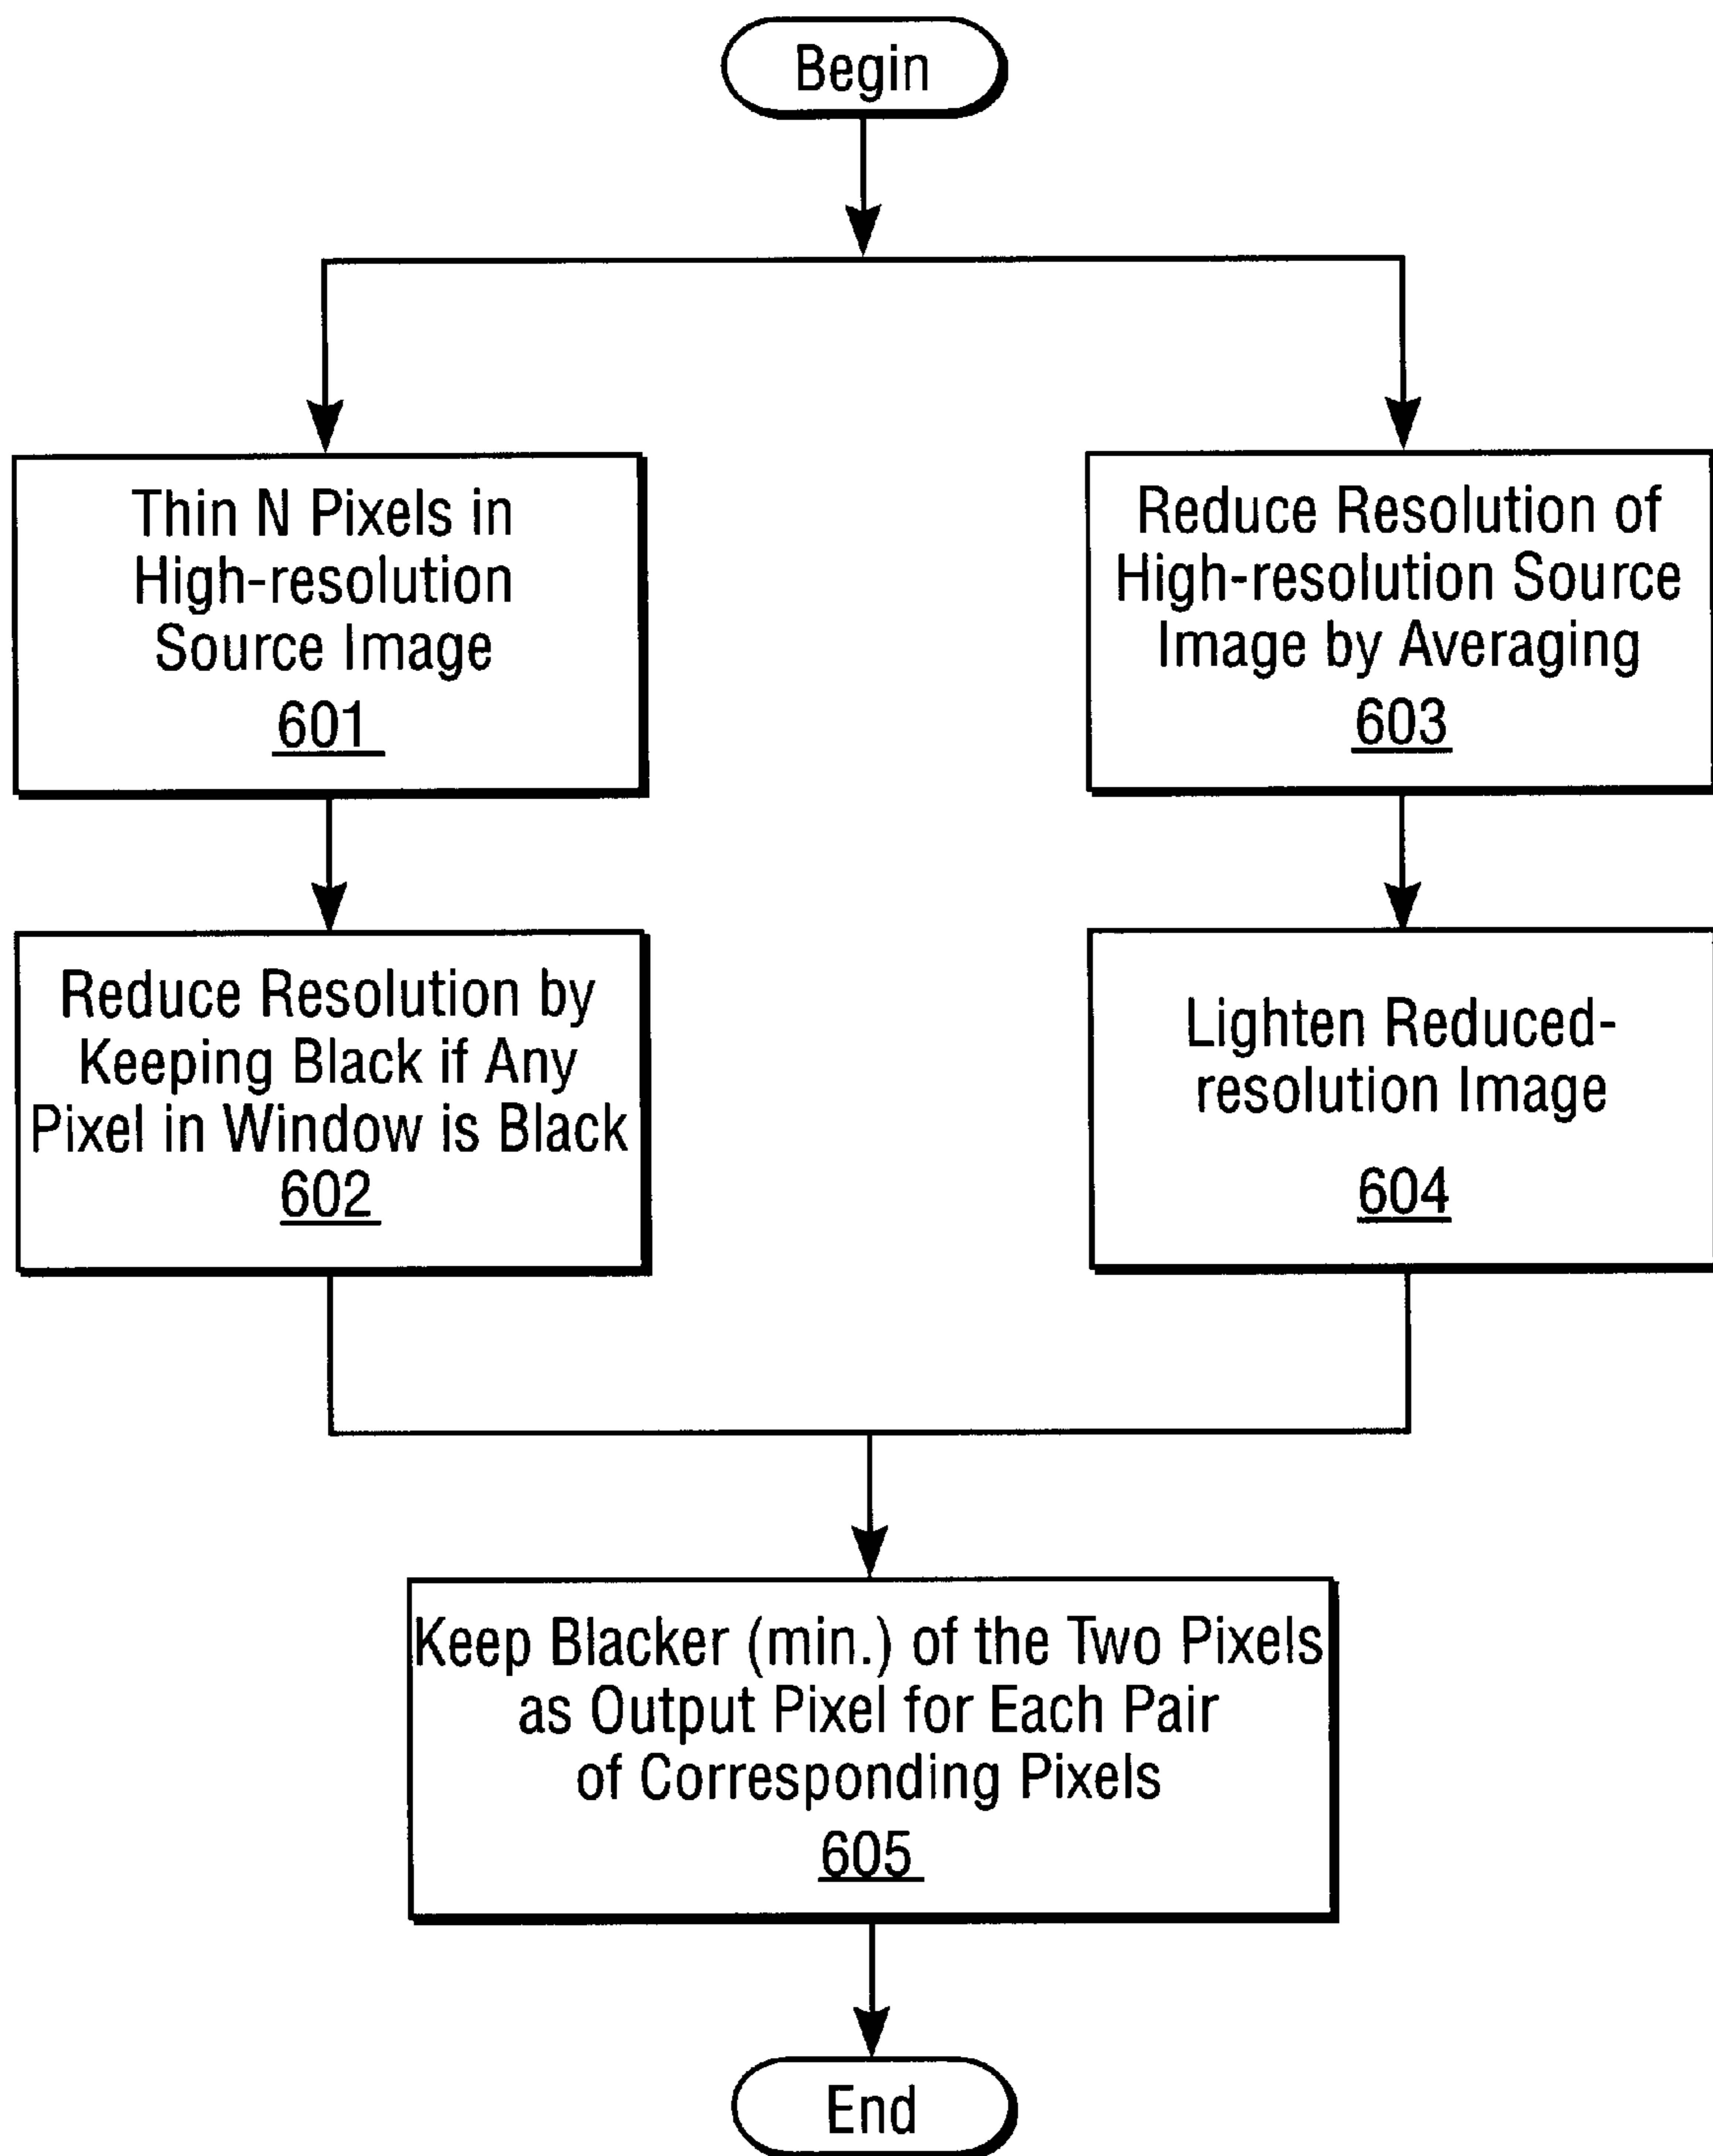 Begin
Thin N Pixels in
High-resolution
Source Image
601
Reduce Resolution of
High-resolution Source
Image by Averaging
603
Reduce Resolution by
Keeping Black if Any
Pixel in Window is Black
602
Lighten Reduced-
resolution Image
604
Keep Blacker (min.) of the Two Pixels
as Output Pixel for Each Pair
of Corresponding Pixels
605
End